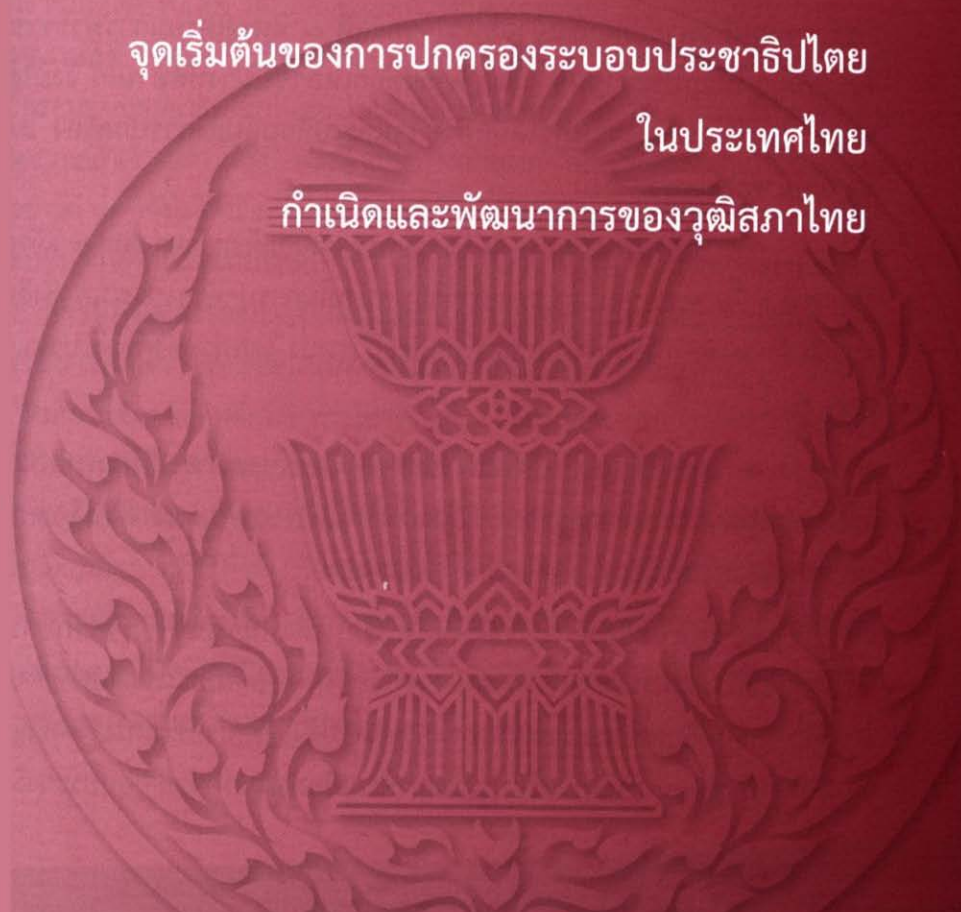 จุดเริ่มต้นของการปกครองระบอบประชาธิปไตย
ในประเทศไทย
กำเนิดและพัฒนาการของวุฒิสภาไทย